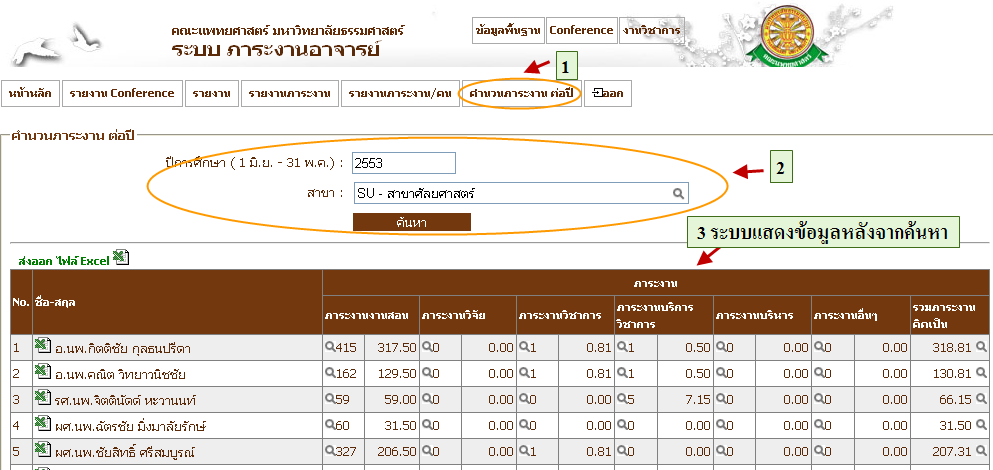 คณะแพทยศาสตร์ มหาวิทยาลัยธรรมศาสตร์
ระบบ ภาระงานอาจารย์
ข้อมูลพื้นฐาน Conference งานวิชาการ
1
หน้าหลัก รายงาน Conference รายงาน รายงานภาระงาน รายงานภาระงาน/คน คำนวนภาระงาน ต่อปี ออก
คำนวนภาระงาน ต่อปี
ปีการศึกษา ( 1 มิ.ย. - 31 พ.ค.) : 2553
2
สาขา : SU - สาขาศัลยศาสตร์
ค้นหา
3 ระบบแสดงข้อมูลหลังจากค้นหา
ส่งออก ไฟล์ Excel
No. ชื่อ-สกุล ภาระงาน
ภาระงานงานสอน ภาระงานวิจัย ภาระงานวิชาการ ภาระงานบริการวิชาการ ภาระงานบริหาร ภาระงานอื่นๆ รวมภาระงานคิดเป็น
1 อ.นพ.กิตติชัย กุลธนปรีดา 415 317.50 0 0.00 1 0.81 1 0.50 0 0.00 0 0.00 318.81
2 อ.นพ.คณิต วิทยาวนิชชัย 162 129.50 0 0.00 1 0.81 1 0.50 0 0.00 0 0.00 130.81
3 รศ.นพ.จิตตินัดด์ หะวานนท์ 59 59.00 0 0.00 0 0.00 5 7.15 0 0.00 0 0.00 66.15
4 ผศ.นพ.ฉัตรชัย มิ่งมาลัยรักษ์ 60 31.50 0 0.00 0 0.00 0 0.00 0 0.00 0 0.00 31.50
5 ผศ.นพ.ชัยสิทธิ์ ศรีสมบูรณ์ 327 206.50 0 0.00 1 0.81 0 0.00 0 0.00 0 0.00 207.31